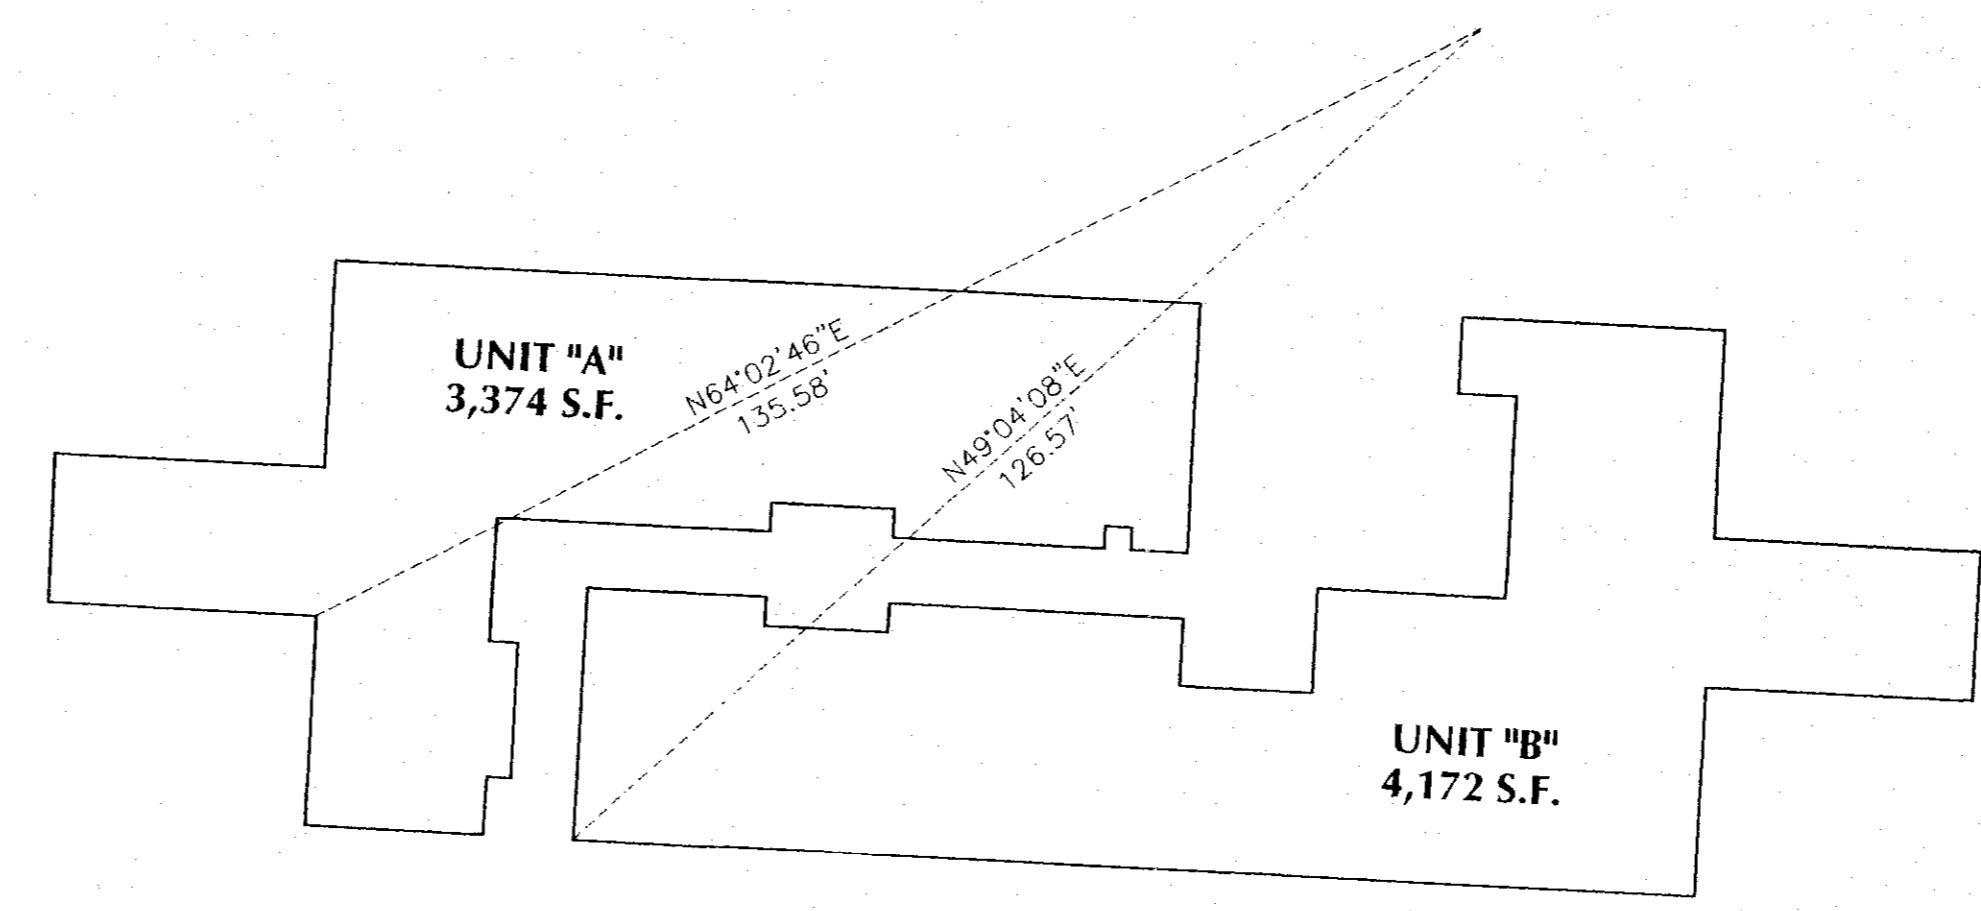 UNIT "A"
3,374 S.F.
N64°02'46"E
135.58'
N49°04'08"E
126.57'
UNIT "B"
4,172 S.F.